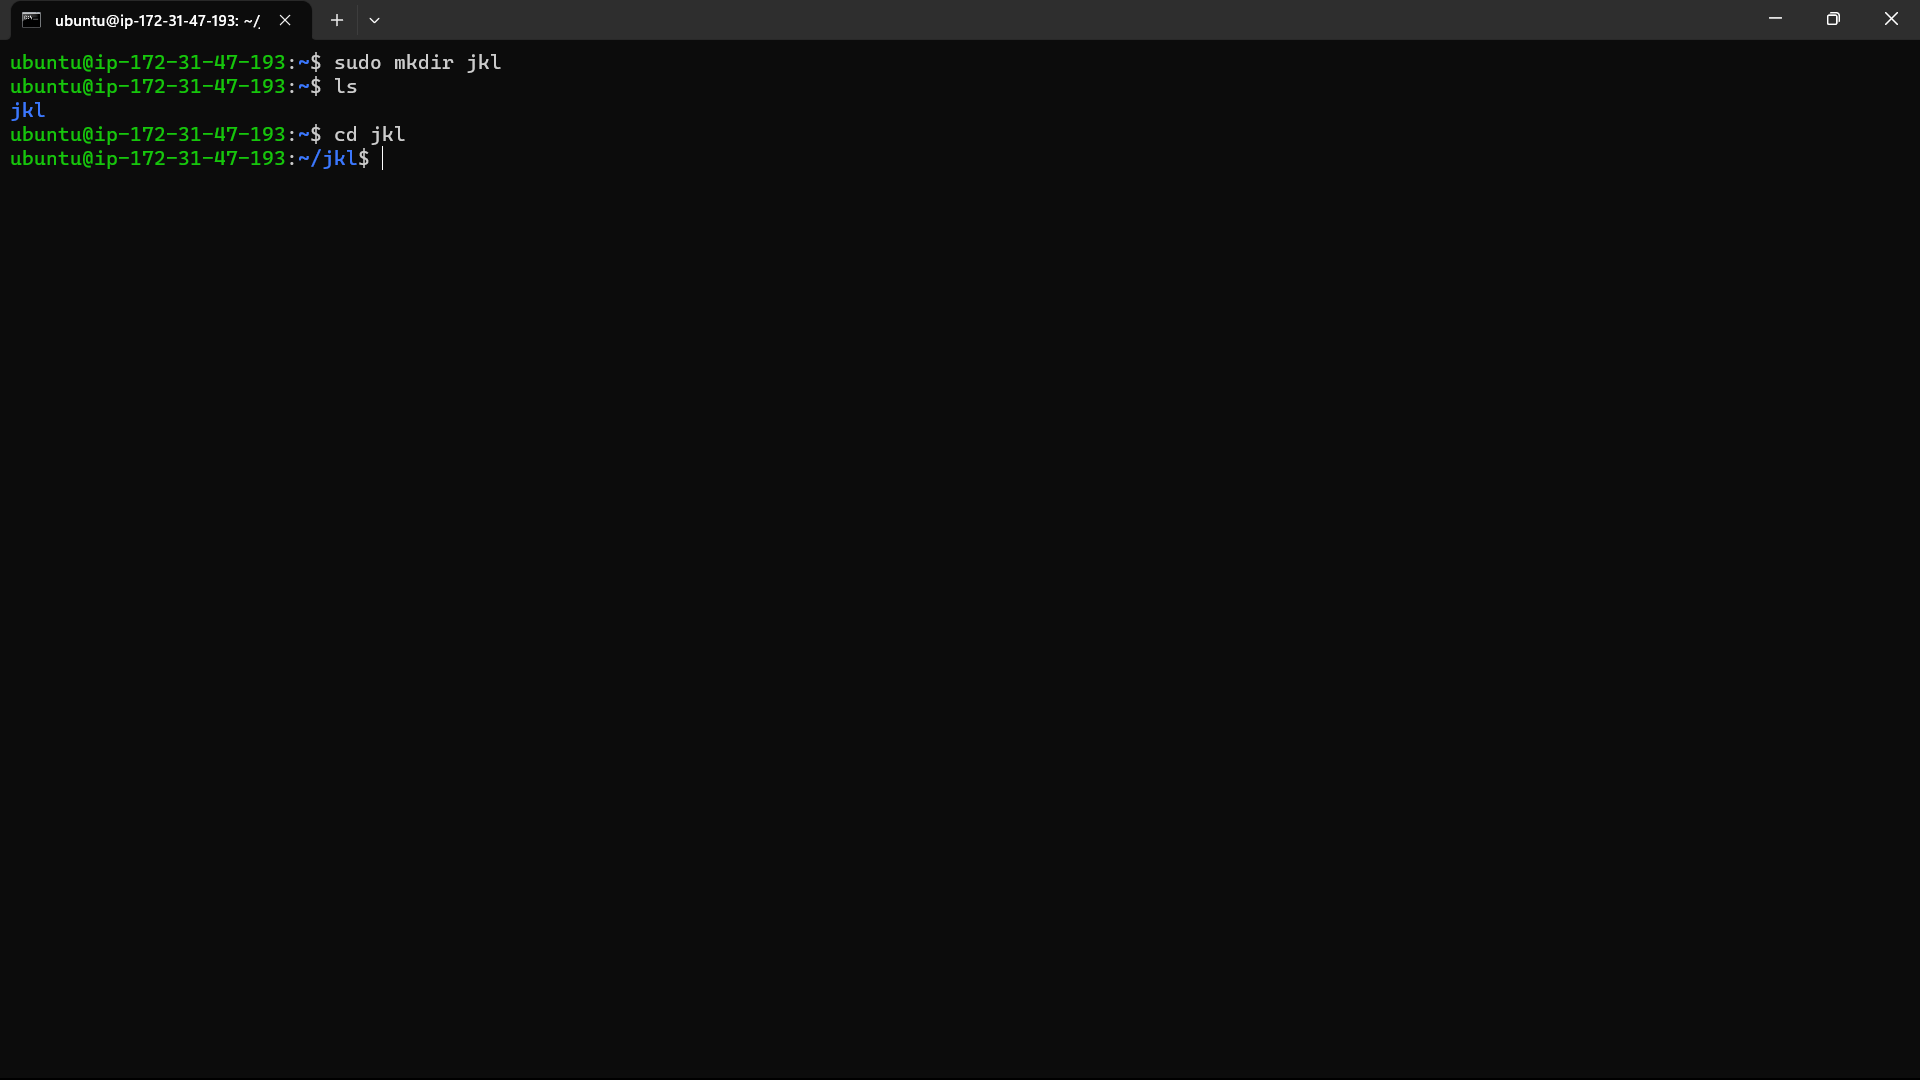 ubuntu@ip-172-31-47-193: ~/
ubuntu@ip-172-31-47-193:~$ sudo mkdir jkl
ubuntu@ip-172-31-47-193:~$ ls
jkl
ubuntu@ip-172-31-47-193:~$ cd jkl
ubuntu@ip-172-31-47-193:~/jkl$